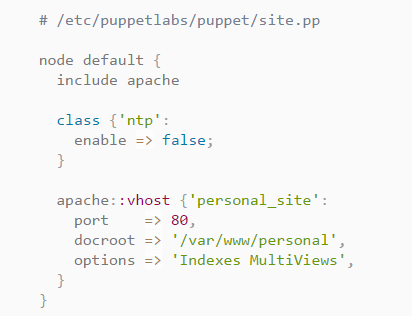 # /etc/puppetlabs/puppet/site.pp
node default {
include apache
class {'ntp':
enable => false;
}
apache::vhost {'personal_site':
port    => 80,
docroot => '/var/www/personal',
options => 'Indexes MultiViews',
}
}